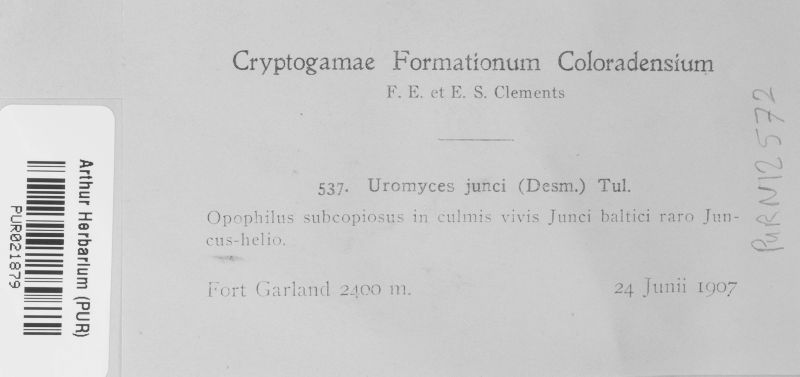 Cryptogamae Formationum Coloradensium
F. E. et E. S. Clements
537. Uromyces junci (Desm.) Tul.
Opophilus subcopiosus in culmis vivis Junci baltici raro Jun-
cus-helio.
Fort Garland 2400 m. 24 Junii 1907
Arthur Herbarium (PUR)
PUR021879
PUR N12572